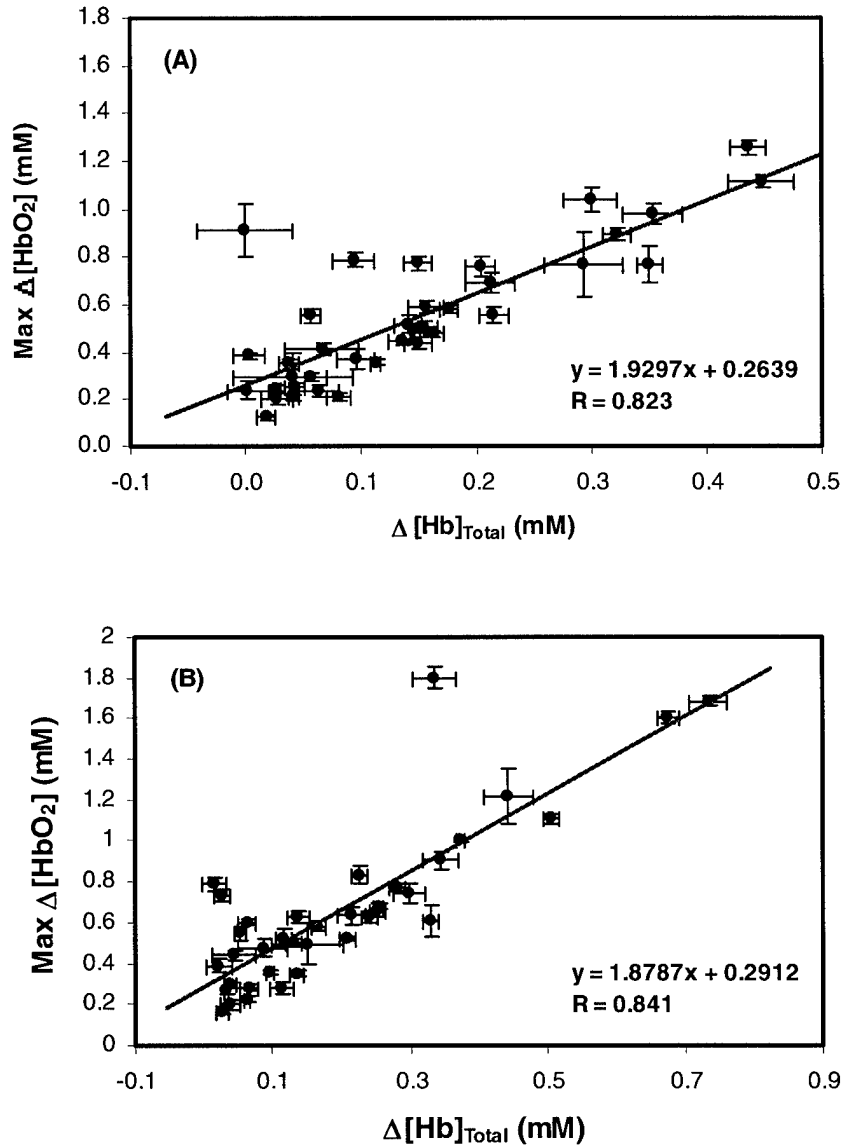 (A)
Max Δ[HbO₂] (mM)
1.8
1.6
1.4
1.2
1.0
0.8
0.6
0.4
0.2
0.0
y = 1.9297x + 0.2639
R = 0.823
-0.1 0.0 0.1 0.2 0.3 0.4 0.5
Δ[Hb]Total (mM)
(B)
Max Δ[HbO₂] (mM)
2
1.8
1.6
1.4
1.2
1
0.8
0.6
0.4
0.2
0
y = 1.8787x + 0.2912
R = 0.841
-0.1 0.1 0.3 0.5 0.7 0.9
Δ[Hb]Total (mM)